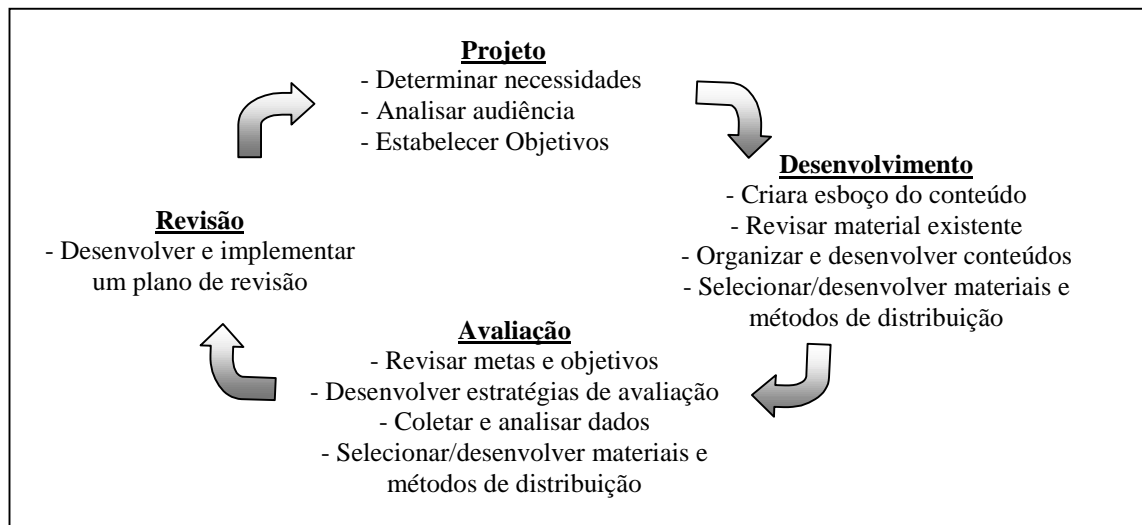 Projeto
- Determinar necessidades
- Analisar audiência
- Estabelecer Objetivos
Desenvolvimento
- Criara esboço do conteúdo
- Revisar material existente
- Organizar e desenvolver conteúdos
- Selecionar/desenvolver materiais e
métodos de distribuição
Avaliação
- Revisar metas e objetivos
- Desenvolver estratégias de avaliação
- Coletar e analisar dados
- Selecionar/desenvolver materiais e
métodos de distribuição
Revisão
- Desenvolver e implementar
um plano de revisão